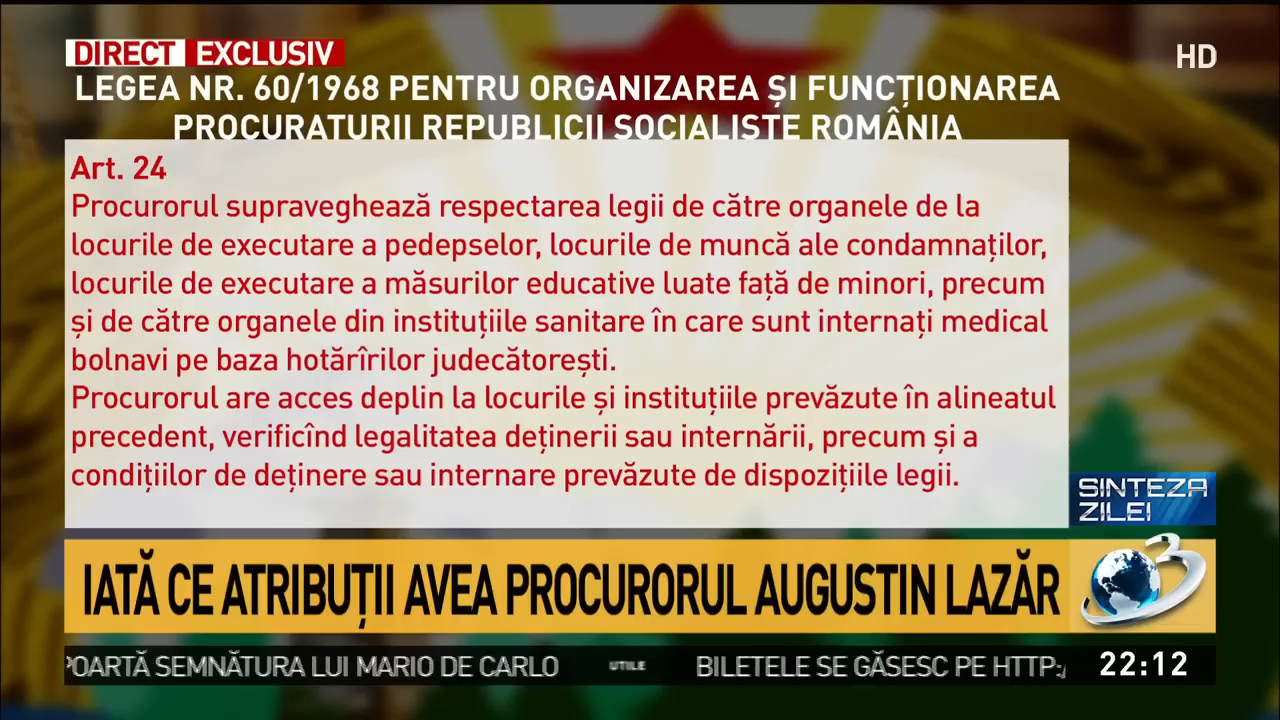 DIRECT EXCLUSIV
HD
LEGEA NR. 60/1968 PENTRU ORGANIZAREA ȘI FUNCȚIONAREA
PROCURATURII REPUBLICII SOCIALISTE ROMÂNIA
Art. 24
Procurorul supraveghează respectarea legii de către organele de la
locurile de executare a pedepselor, locurile de muncă ale condamnaților,
locurile de executare a măsurilor educative luate față de minori, precum
și de către organele din instituțiile sanitare în care sunt internați medical
bolnavi pe baza hotărîrilor judecătorești.
Procurorul are acces deplin la locurile și instituțiile prevăzute în alineatul
precedent, verificînd legalitatea deținerii sau internării, precum și a
condițiilor de deținere sau internare prevăzute de dispozițiile legii.
SINTEZA
ZILEI
IATĂ CE ATRIBUȚII AVEA PROCURORUL AUGUSTIN LAZĂR
3
POARTĂ SEMNĂTURA LUI MARIO DE CARLO UTILE BILETELE SE GĂSESC PE HTTP:/
22:12